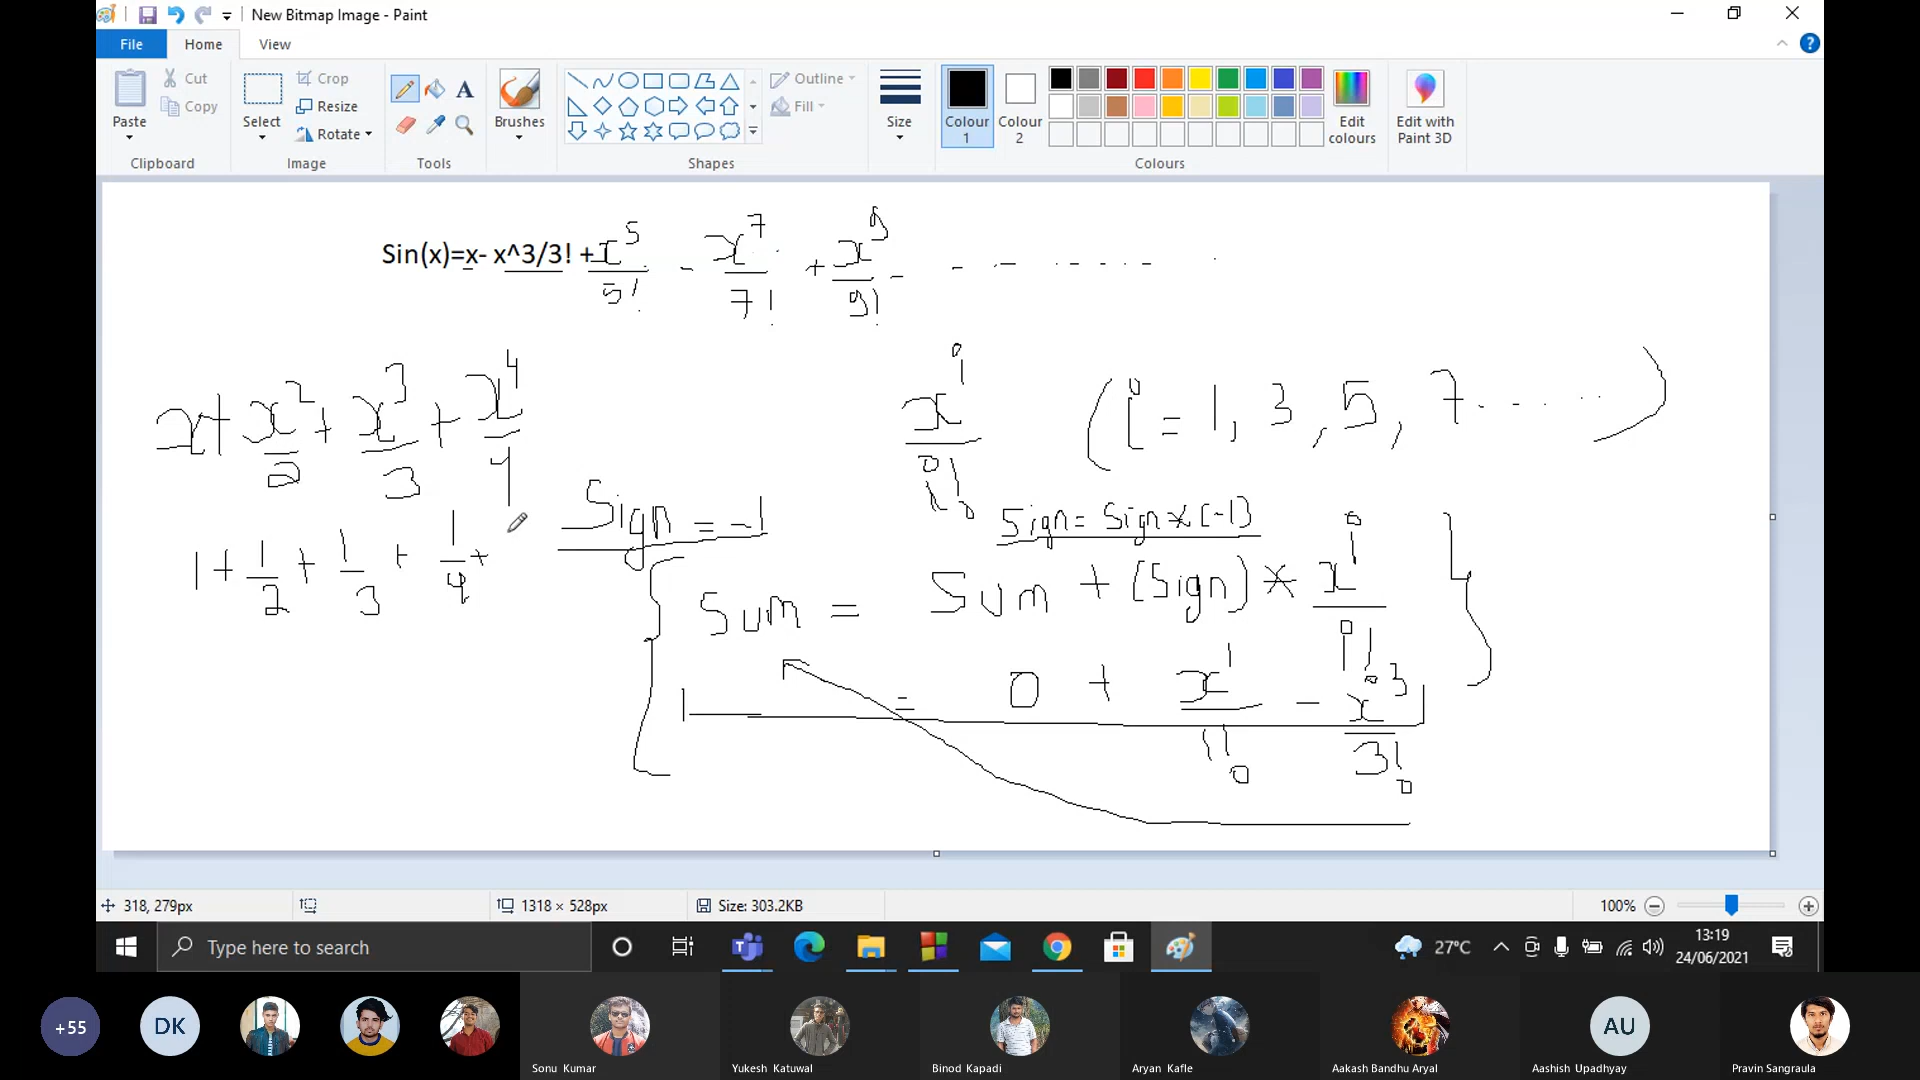 New Bitmap Image - Paint
File Home View
Paste Cut Copy Clipboard
Select Crop Resize Rotate Image
Tools
Brushes
Outline Fill Shapes
Size
Colour 1 Colour 2 Edit colours Colours
Edit with Paint 3D
Sin(x)=x- x^3/3! + x^5/5! - x^7/7! + x^9/9! - - - - - - - -
x + x^2/2 + x^3/3 + x^4/4
x^i/i! (i = 1, 3, 5, 7 - - - - - )
Sign = -1
Sign = Sign * (-1)
1 + 1/2 + 1/3 + 1/4 +
Sum = Sum + (Sign) * x^i/i!
= 0 + x^1/1! - x^3/3!
318, 279px 1318 × 528px Size: 303.2KB 100%
Type here to search 27°C 13:19
24/06/2021
+55 DK AU
Sonu Kumar Yukesh Katuwal Binod Kapadi Aryan Kafle Aakash Bandhu Aryal Aashish Upadhyay Pravin Sangraula